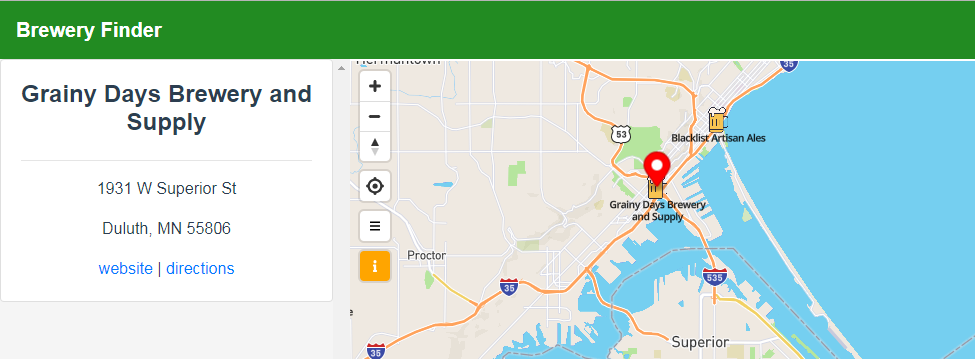 Brewery Finder
Grainy Days Brewery and
Supply
1931 W Superior St
Duluth, MN 55806
website | directions
Hermantown
35
53
Blacklist Artisan Ales
Grainy Days Brewery
and Supply
Proctor
35
535
Superior
35
i